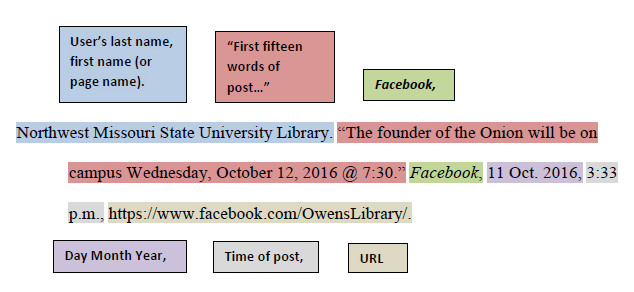 User's last name,
first name (or
page name).
“First fifteen
words of
post…”
Facebook,
Northwest Missouri State University Library. “The founder of the Onion will be on
campus Wednesday, October 12, 2016 @ 7:30.” Facebook, 11 Oct. 2016, 3:33
p.m., https://www.facebook.com/OwensLibrary/.
Day Month Year,
Time of post,
URL